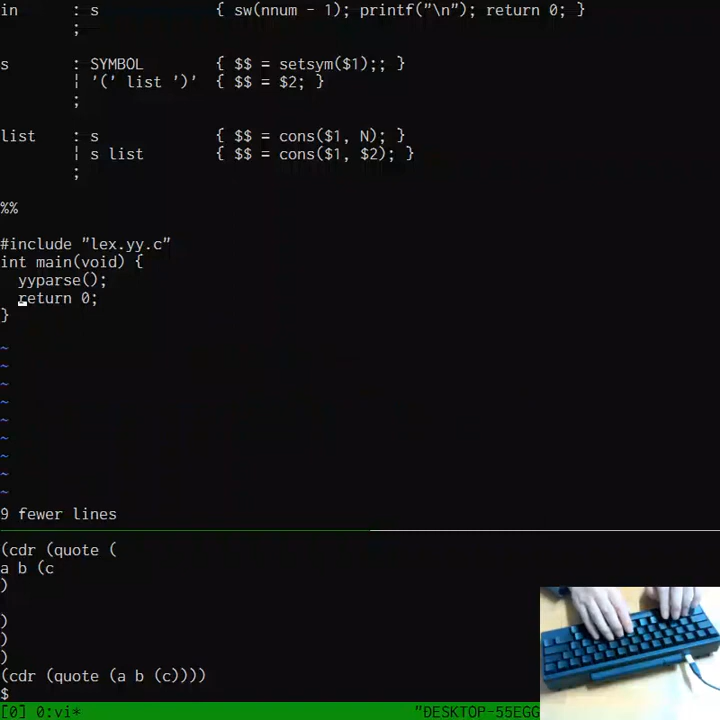 in      : s             { sw(nnum - 1); printf("\n"); return 0; }
        ;
s       : SYMBOL        { $$ = setsym($1);; }
        | '(' list ')'  { $$ = $2; }
        ;
list    : s             { $$ = cons($1, N); }
        | s list        { $$ = cons($1, $2); }
        ;
%%
#include "lex.yy.c"
int main(void) {
  yyparse();
  return 0;
}
~
~
~
~
~
~
~
~
~
9 fewer lines
(cdr (quote (
a b (c
)
)
)
)
(cdr (quote (a b (c))))
$
[0] 0:vi* "DESKTOP-55EGG